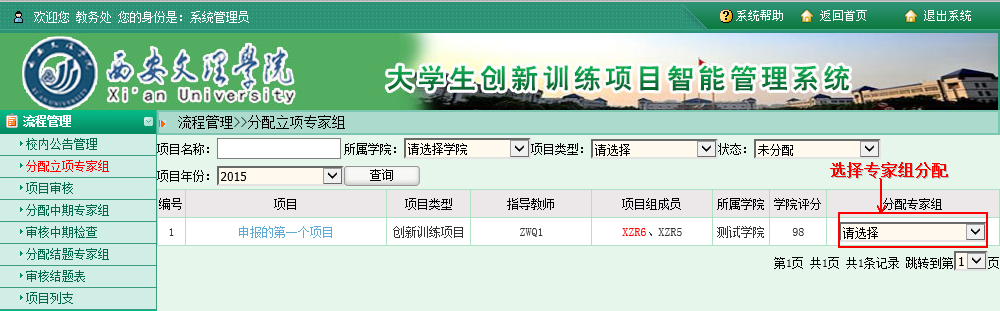 欢迎您 教务处 您的身份是：系统管理员 系统帮助 返回首页 退出系统
西安文理学院
Xi'an University
大学生创新训练项目智能管理系统
流程管理
校内公告管理
分配立项专家组
项目审核
分配中期专家组
审核中期检查
分配结题专家组
审核结题表
项目列支
流程管理>>分配立项专家组
项目名称： 所属学院： 请选择学院 项目类型： 请选择 状态： 未分配
项目年份： 2015 查询
选择专家组分配
编号 项目 项目类型 指导教师 项目组成员 所属学院 学院评分 分配专家组
1 申报的第一个项目 创新训练项目 ZWQ1 XZR6、XZR5 测试学院 98 请选择
第1页 共1页 共1条记录 跳转到第 1 页